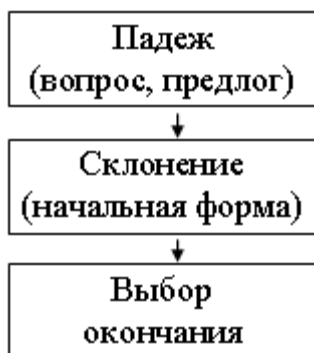 Падеж
(вопрос, предлог)
Склонение
(начальная форма)
Выбор
окончания